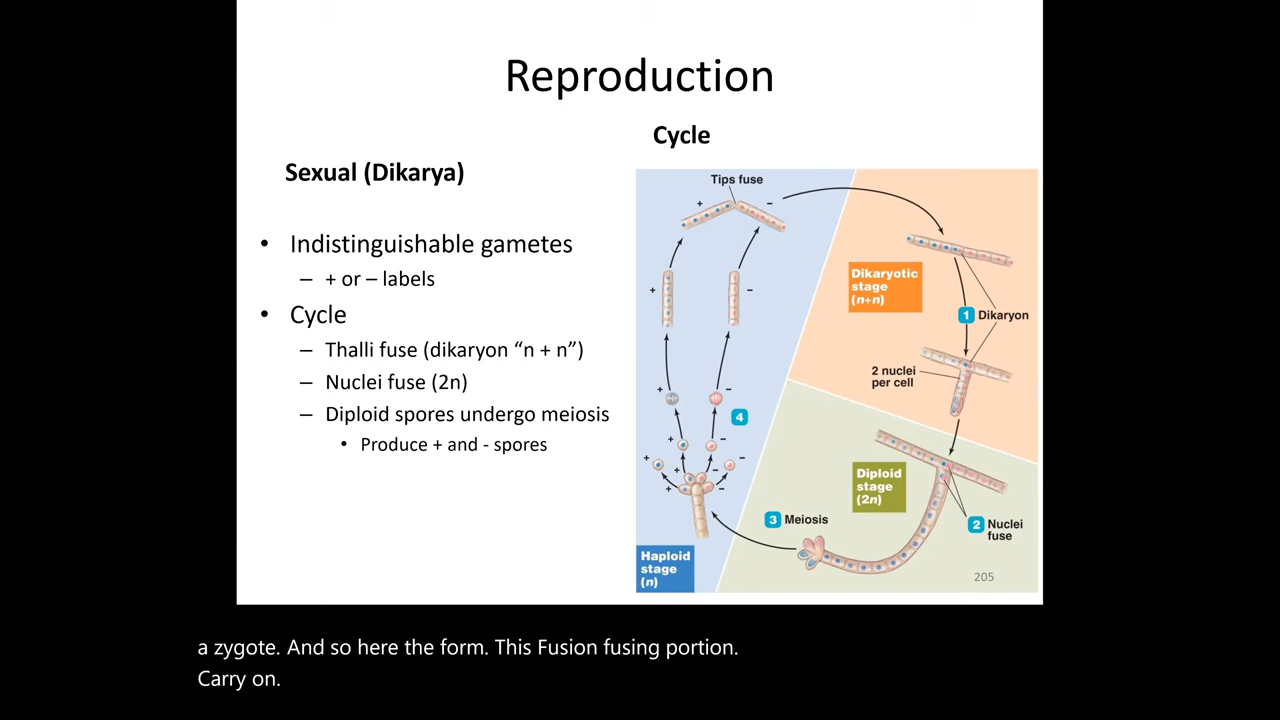 Reproduction
Cycle
Sexual (Dikarya)
• Indistinguishable gametes
– + or – labels
• Cycle
– Thalli fuse (dikaryon “n + n”)
– Nuclei fuse (2n)
– Diploid spores undergo meiosis
• Produce + and - spores
Tips fuse
+ –
+ –
Dikaryotic
stage
(n+n)
1 Dikaryon
2 nuclei
per cell
+ –
4
+ –
+ + – –
+ –
Diploid
stage
(2n)
2 Nuclei
fuse
3 Meiosis
Haploid
stage
(n)
205
a zygote. And so here the form. This Fusion fusing portion.
Carry on.